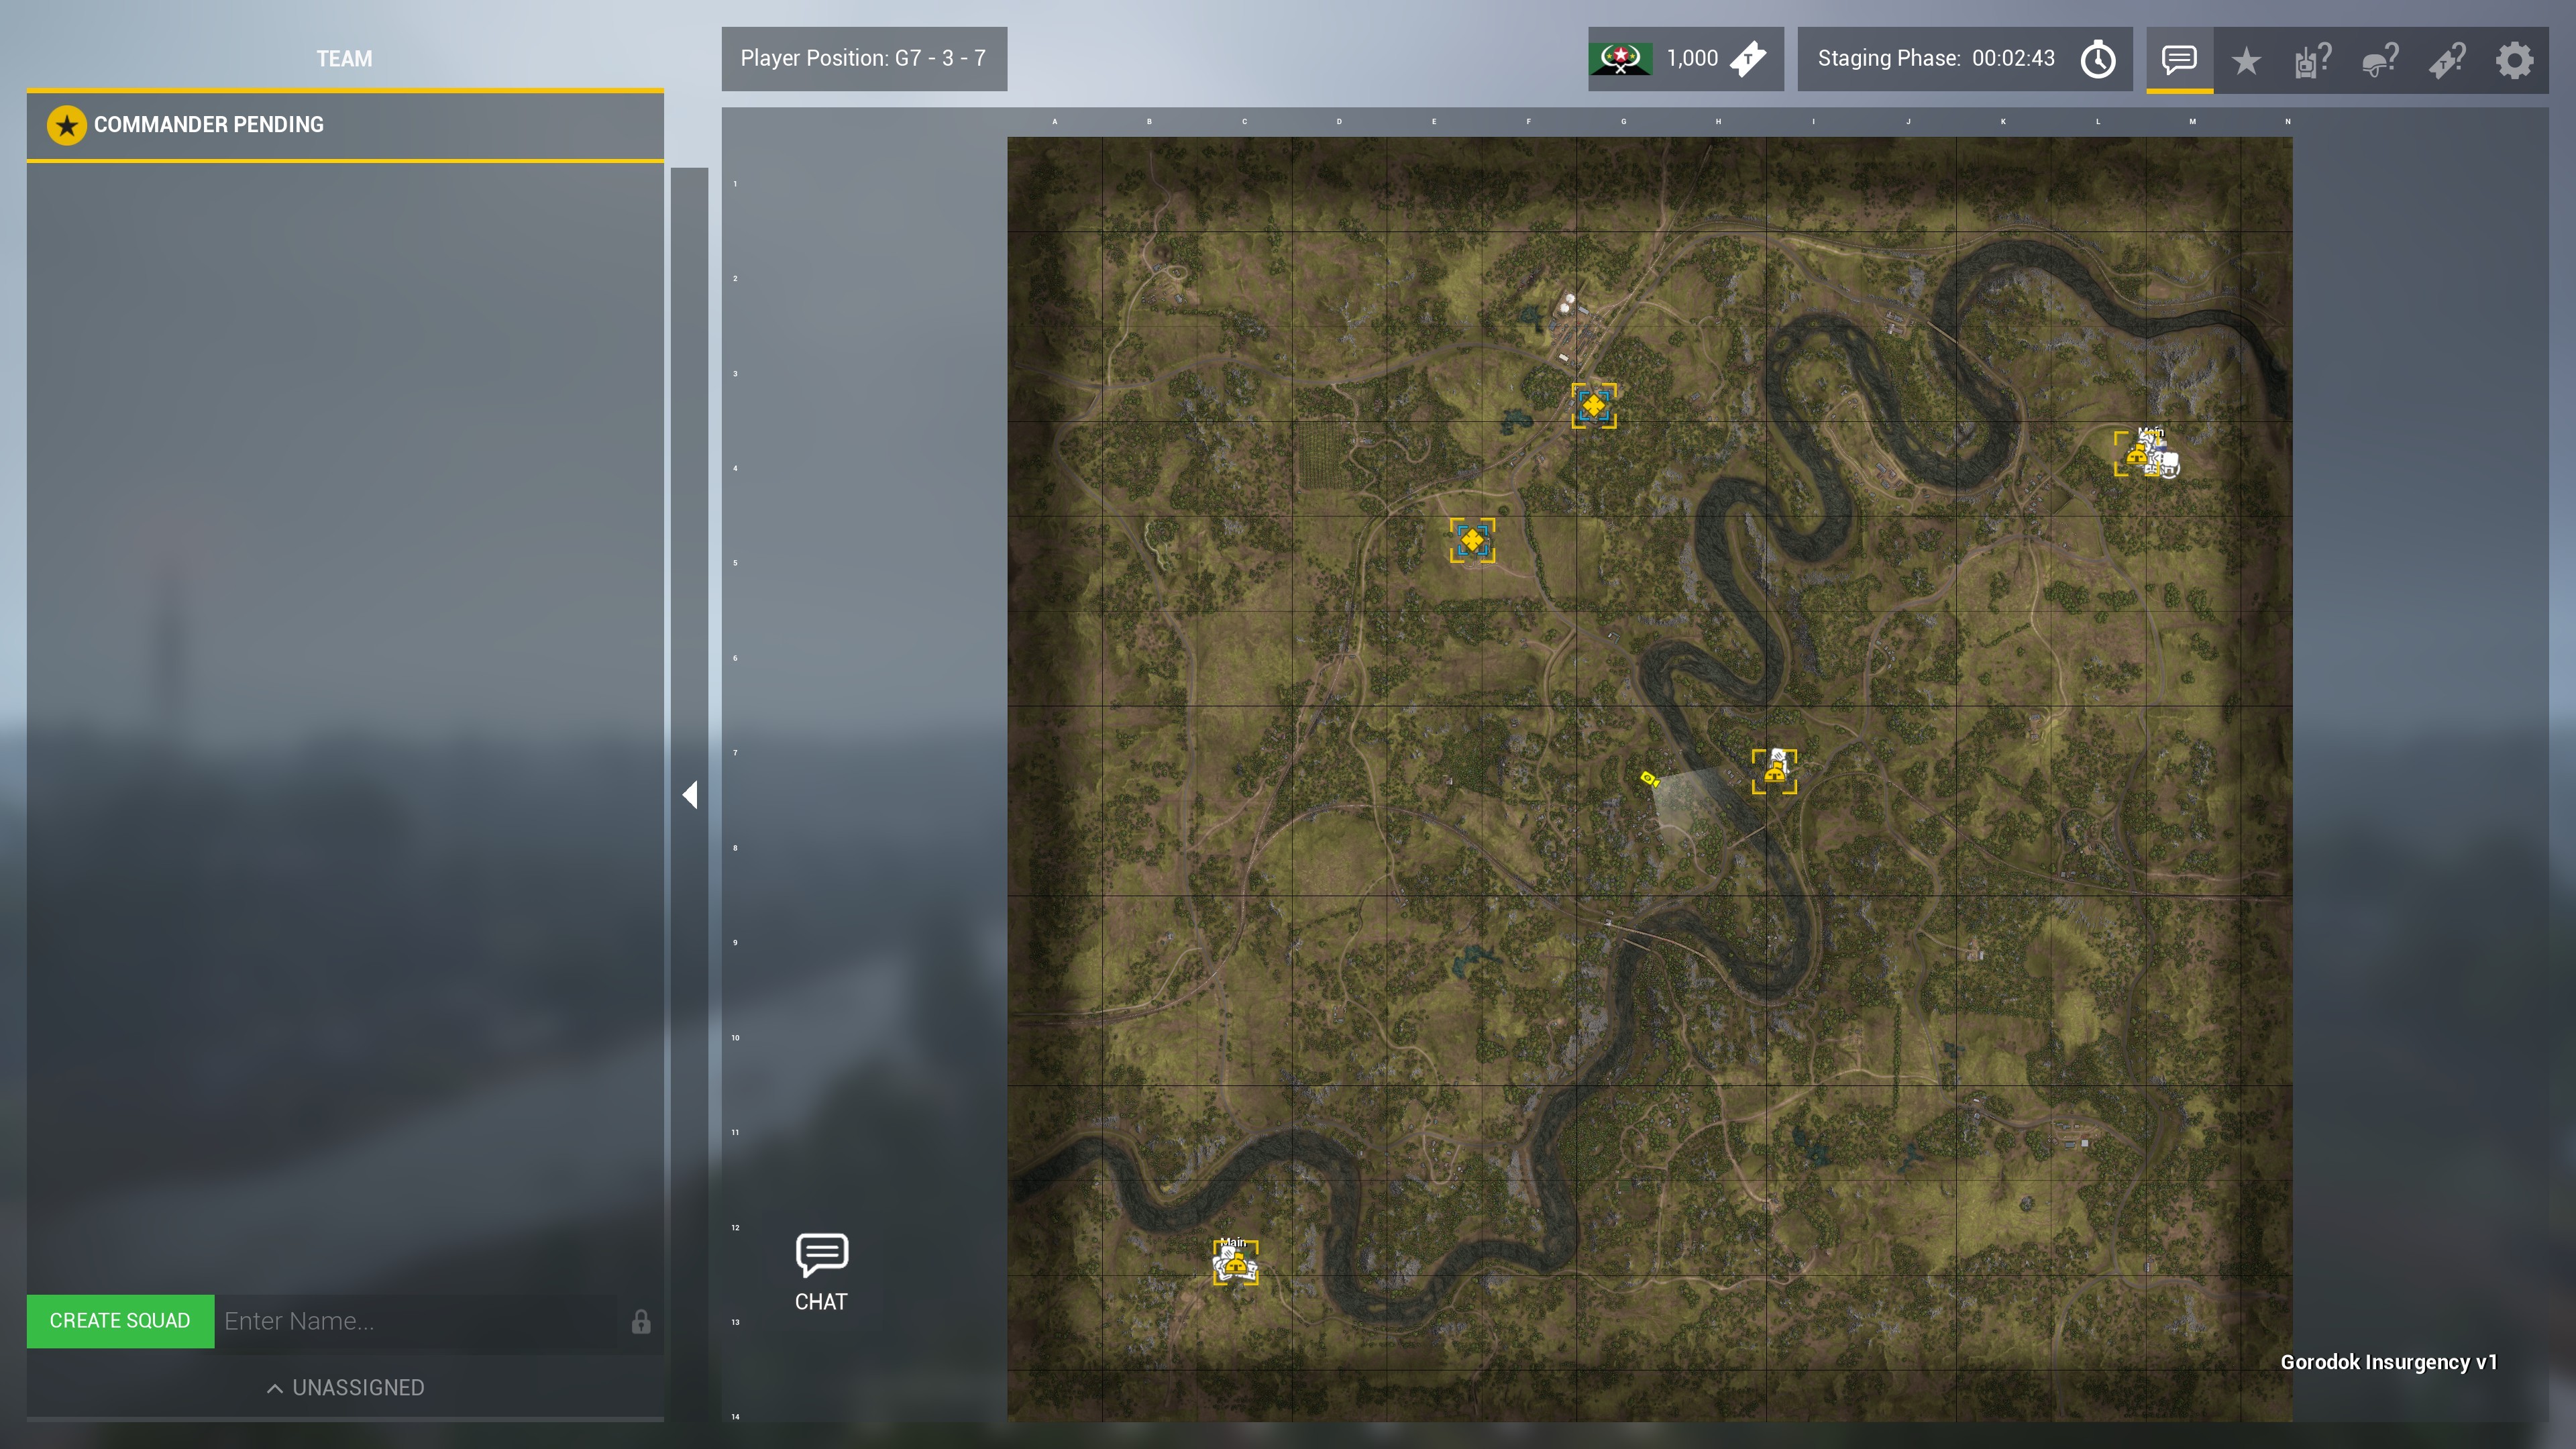 TEAM
Player Position: G7 - 3 - 7
1,000
T
Staging Phase: 00:02:43
?
?
T?
COMMANDER PENDING
A B C D E F G H I J K L M N
1
2
3
Main
4
5
6
7
8
9
10
11
12
Main
CHAT
13
CREATE SQUAD Enter Name...
Gorodok Insurgency v1
UNASSIGNED
14